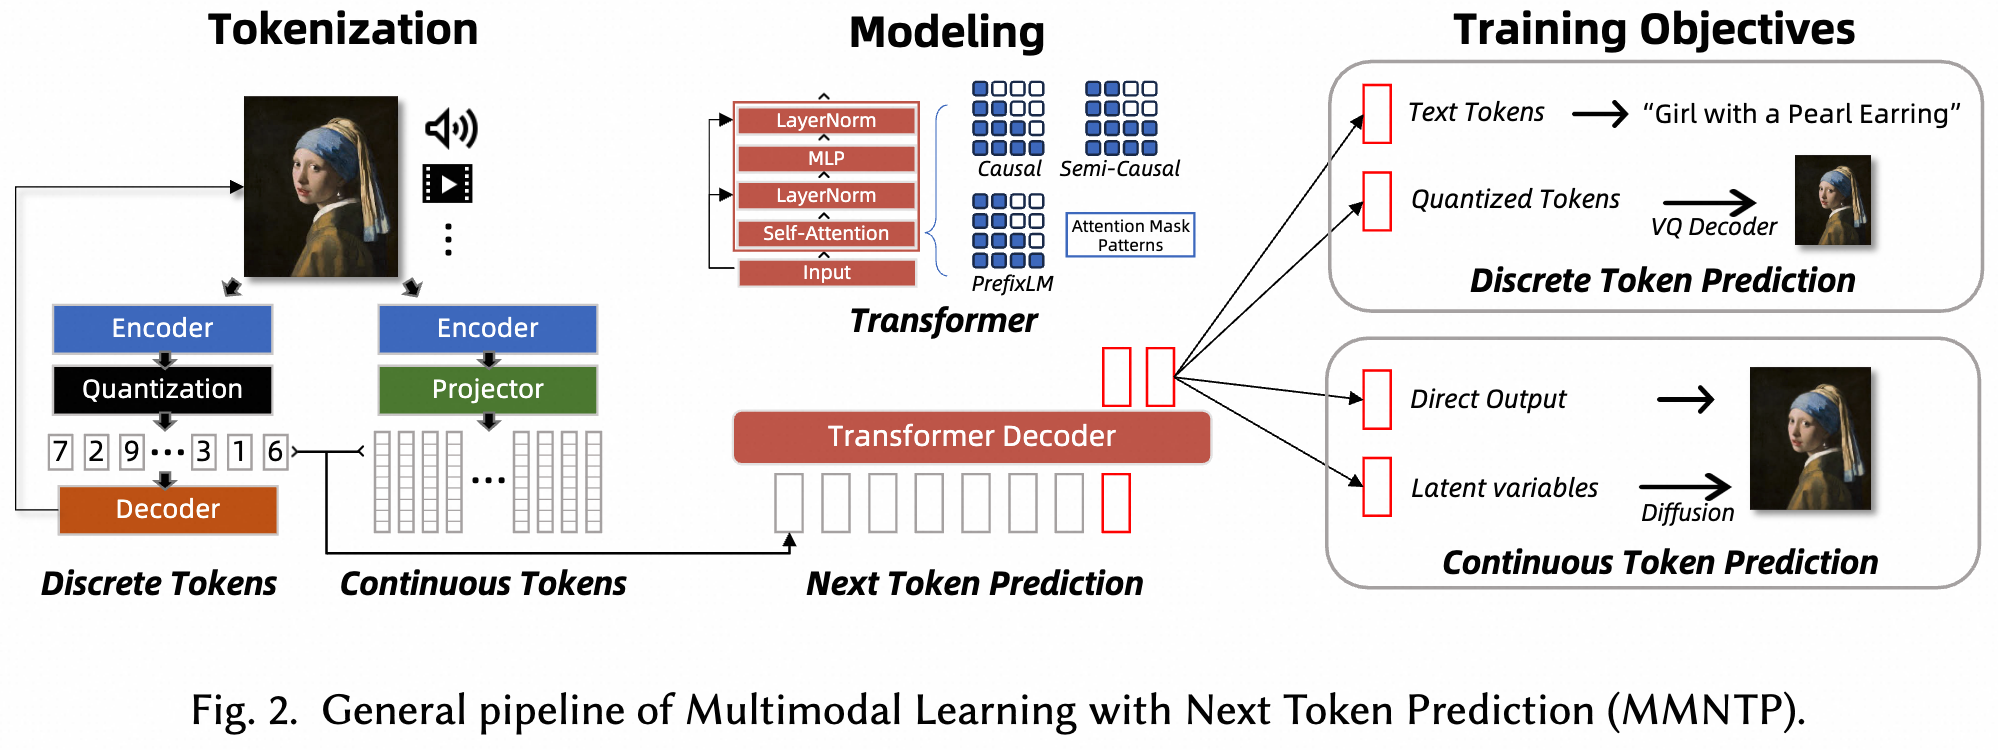 Tokenization
Encoder
Quantization
7 2 9 ... 3 1 6
Decoder
Discrete Tokens
Encoder
Projector
...
Continuous Tokens
Modeling
LayerNorm
MLP
LayerNorm
Self-Attention
Input
Causal
Semi-Causal
PrefixLM
Attention Mask
Patterns
Transformer
Transformer Decoder
Next Token Prediction
Training Objectives
Text Tokens
“Girl with a Pearl Earring”
Quantized Tokens
VQ Decoder
Discrete Token Prediction
Direct Output
Latent variables
Diffusion
Continuous Token Prediction
Fig. 2. General pipeline of Multimodal Learning with Next Token Prediction (MMNTP).